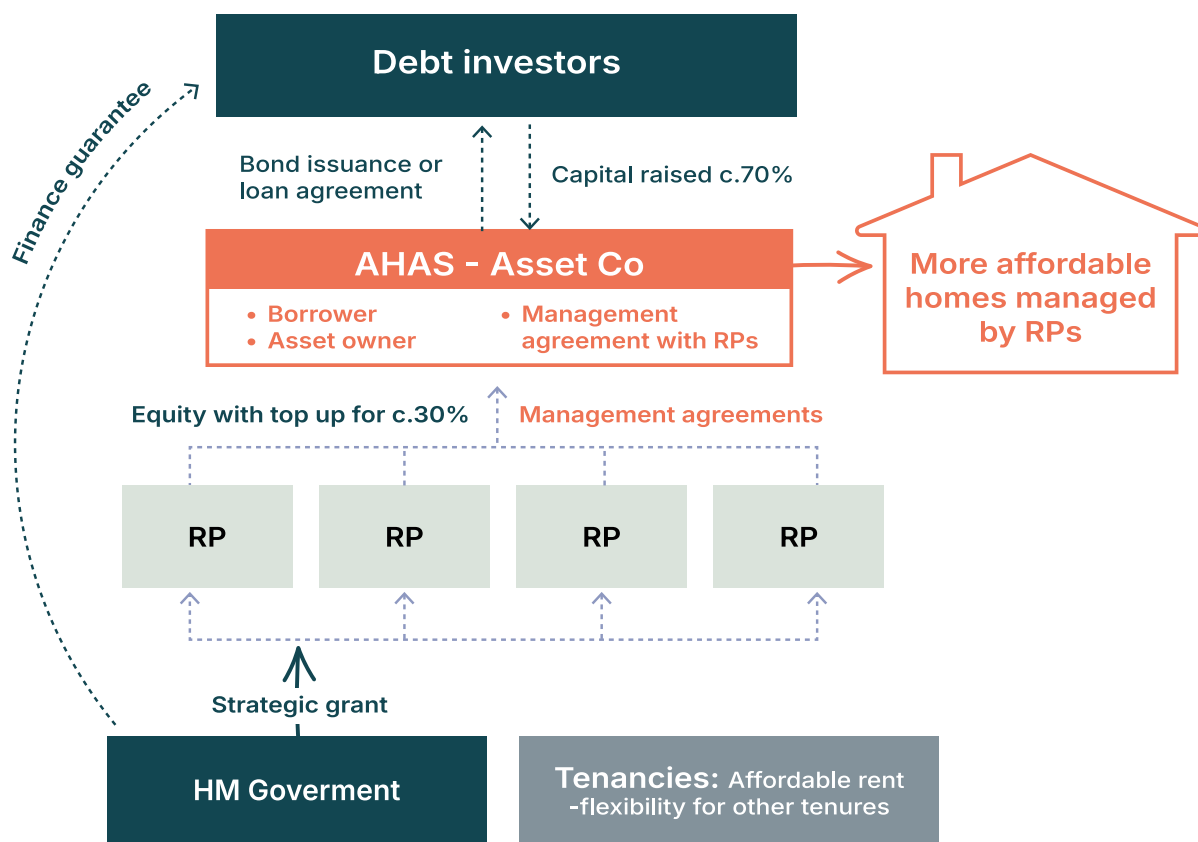 Debt investors
Finance guarantee
Bond issuance or
loan agreement
Capital raised c.70%
AHAS - Asset Co
• Borrower
• Asset owner
• Management
agreement with RPs
More affordable
homes managed
by RPs
Equity with top up for c.30%
Management agreements
RP
RP
RP
RP
Strategic grant
HM Goverment
Tenancies: Affordable rent
-flexibility for other tenures